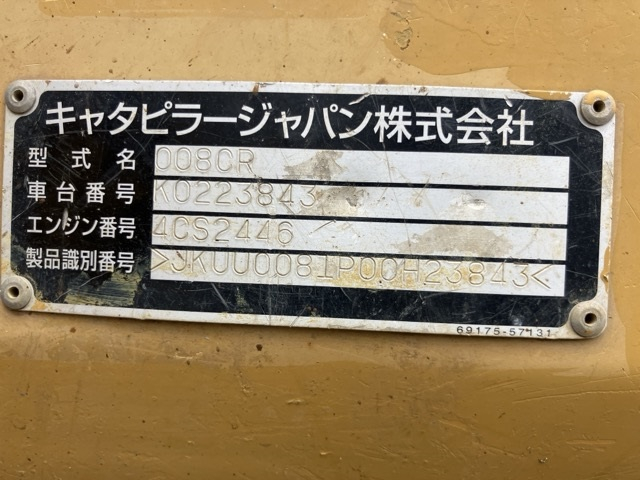 キャタピラージャパン株式会社
型式名 008CR
車台番号 K0223843
エンジン番号 4CS2446
製品識別番号 >JKUU0081P00H23843<
69175-57131